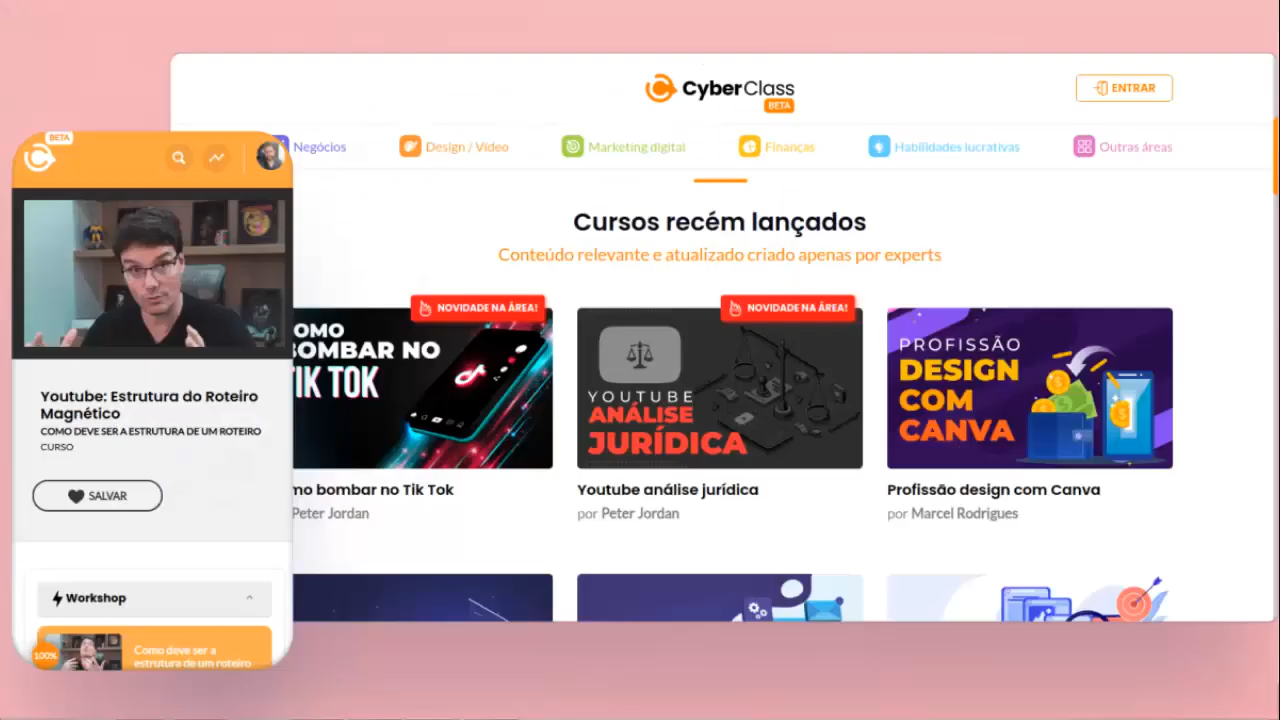 CyberClass
BETA
ENTRAR
Negócios
Design / Vídeo
Marketing digital
Finanças
Habilidades lucrativas
Outras áreas
Cursos recém lançados
Conteúdo relevante e atualizado criado apenas por experts
NOVIDADE NA ÁREA!
OMO
BOMBAR NO
TIK TOK
mo bombar no Tik Tok
Peter Jordan
NOVIDADE NA ÁREA!
YOUTUBE
ANÁLISE
JURÍDICA
Youtube análise jurídica
por Peter Jordan
PROFISSÃO
DESIGN
COM
CANVA
Profissão design com Canva
por Marcel Rodrigues
BETA
Youtube: Estrutura do Roteiro
Magnético
COMO DEVE SER A ESTRUTURA DE UM ROTEIRO
CURSO
SALVAR
Workshop
100%
Como deve ser a
estrutura de um roteiro